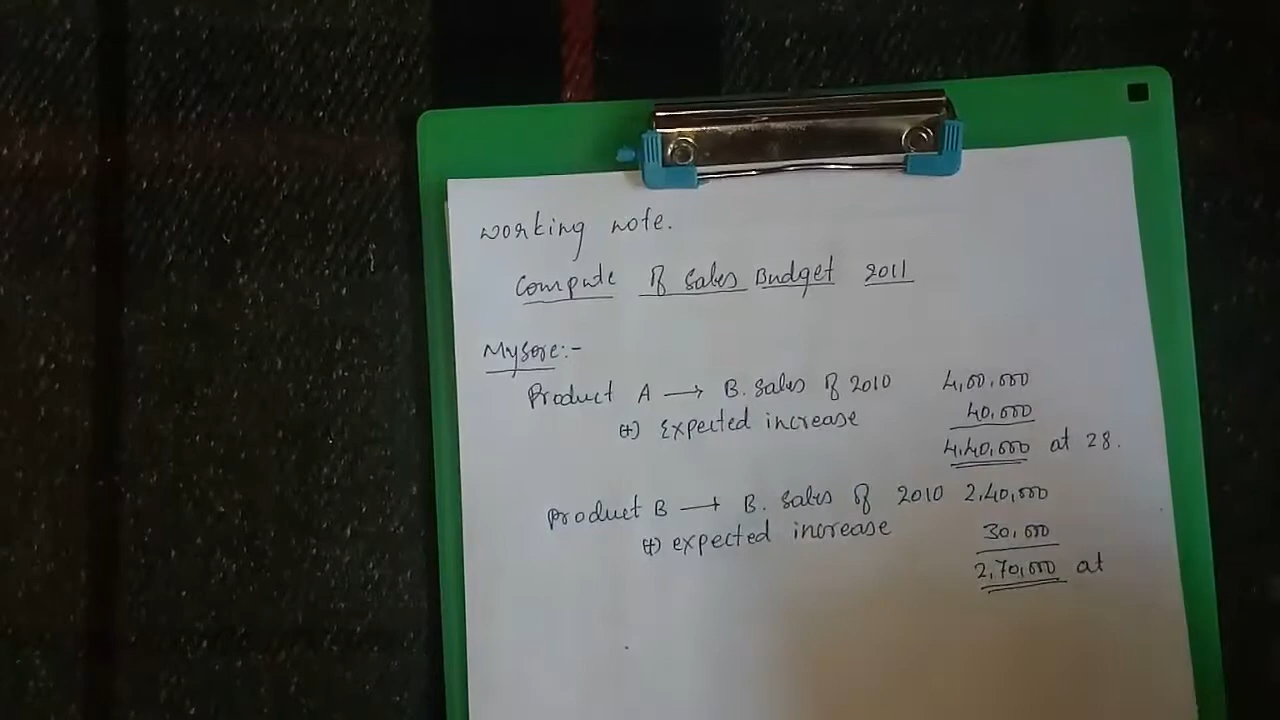 working note.
Compute of Sales Budget 2011
Mysore:-
Product A → B. Sales of 2010 4,00,000
(+) Expected increase 40,000
4,40,000 at 28.
Product B → B. Sales of 2010 2,40,000
(+) expected increase 30,000
2,70,000 at